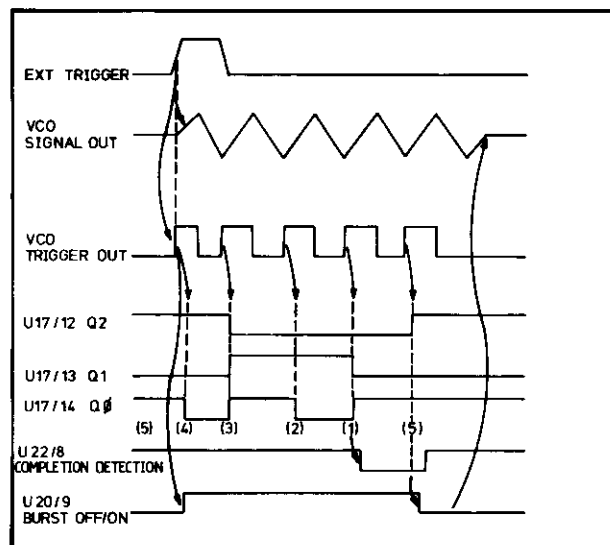 EXT TRIGGER
VCO
SIGNAL OUT
VCO
TRIGGER OUT
U17/12 Q2
U17/13 Q1
U17/14 QØ
(5) (4) (3) (2) (1) (5)
U22/8
COMPLETION DETECTION
U20/9
BURST OFF/ON